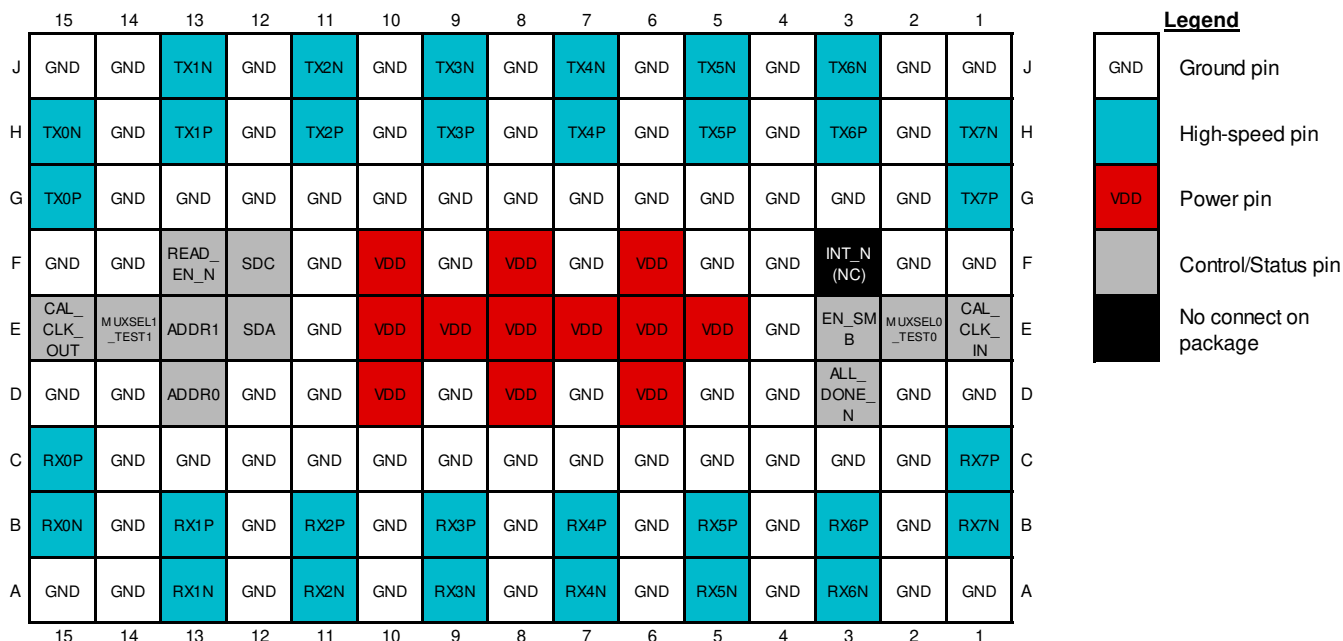 15 14 13 12 11 10 9 8 7 6 5 4 3 2 1
J GND GND TX1N GND TX2N GND TX3N GND TX4N GND TX5N GND TX6N GND GND J
H TX0N GND TX1P GND TX2P GND TX3P GND TX4P GND TX5P GND TX6P GND TX7N H
G TX0P GND GND GND GND GND GND GND GND GND GND GND GND GND TX7P G
F GND GND READ_ EN_N SDC GND VDD GND VDD GND VDD GND GND INT_N (NC) GND GND F
E CAL_ CLK_ OUT MUXSEL1 _TEST1 ADDR1 SDA GND VDD VDD VDD VDD VDD VDD GND EN_SM B MUXSEL0 _TEST0 CAL_ CLK_ IN E
D GND GND ADDR0 GND GND VDD GND VDD GND VDD GND GND ALL_ DONE_ N GND GND D
C RX0P GND GND GND GND GND GND GND GND GND GND GND GND GND RX7P C
B RX0N GND RX1P GND RX2P GND RX3P GND RX4P GND RX5P GND RX6P GND RX7N B
A GND GND RX1N GND RX2N GND RX3N GND RX4N GND RX5N GND RX6N GND GND A
15 14 13 12 11 10 9 8 7 6 5 4 3 2 1
Legend
GND Ground pin
High-speed pin
VDD Power pin
Control/Status pin
No connect on
package